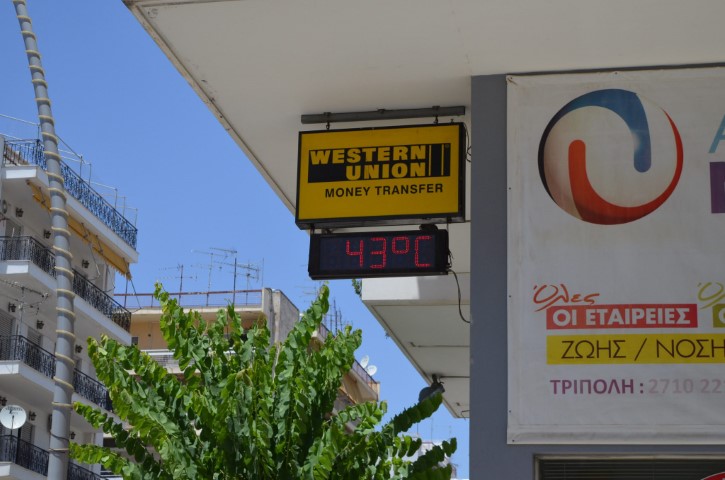 WESTERN
UNION
MONEY TRANSFER
43°C
Όλες
ΟΙ ΕΤΑΙΡΕΙΕΣ
ΖΩΗΣ / ΝΟΣΗ
ΤΡΙΠΟΛΗ : 2710 22